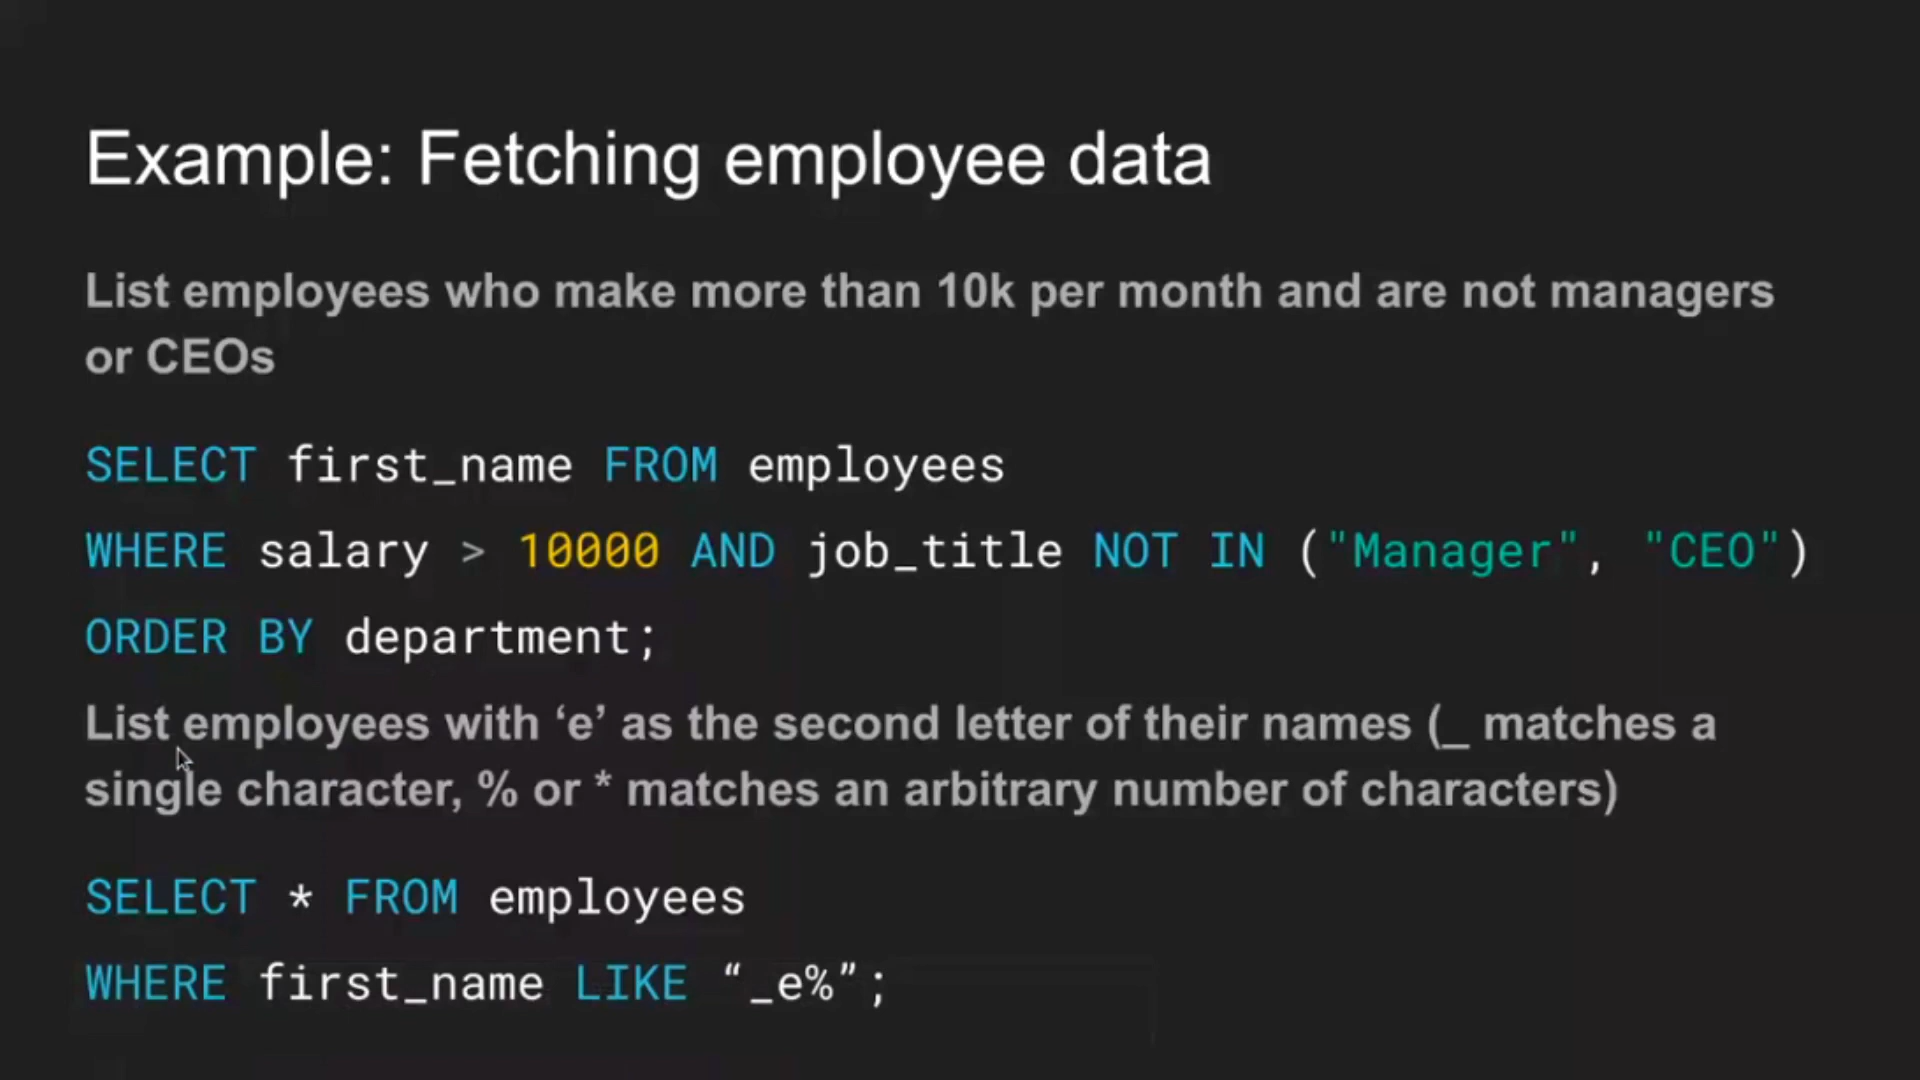 Example: Fetching employee data
List employees who make more than 10k per month and are not managers
or CEOs
SELECT first_name FROM employees
WHERE salary > 10000 AND job_title NOT IN ("Manager", "CEO")
ORDER BY department;
List employees with ‘e’ as the second letter of their names (_ matches a
single character, % or * matches an arbitrary number of characters)
SELECT * FROM employees
WHERE first_name LIKE “_e%”;